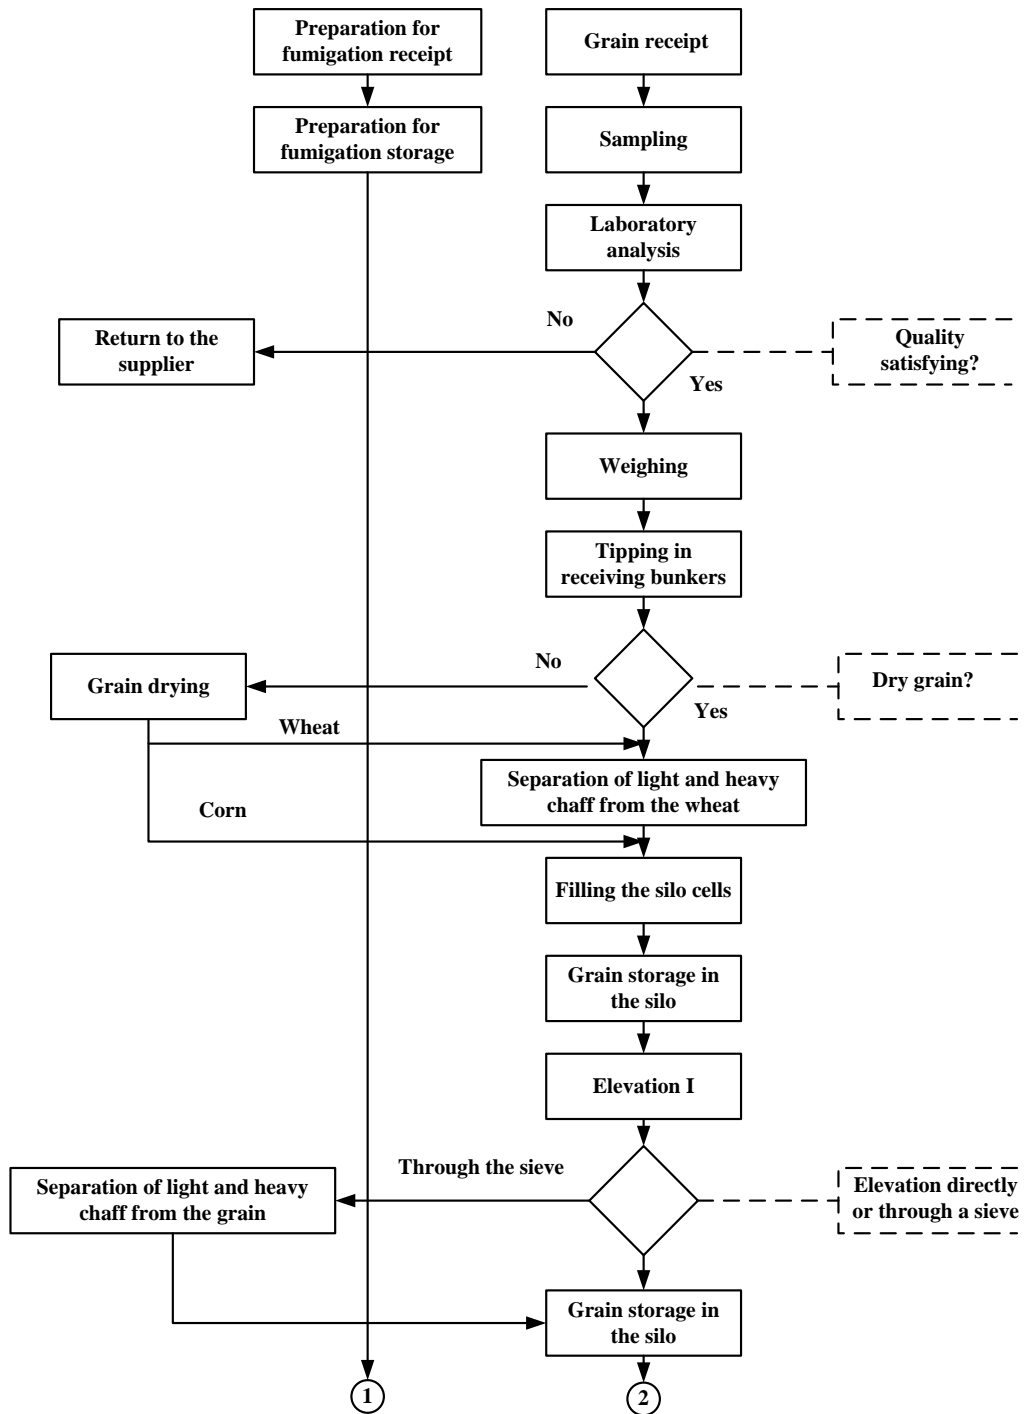 Preparation for
fumigation receipt
Grain receipt
Preparation for
fumigation storage
Sampling
Laboratory
analysis
No
Return to the
supplier
Quality
satisfying?
Yes
Weighing
Tipping in
receiving bunkers
No
Grain drying
Dry grain?
Yes
Wheat
Separation of light and heavy
chaff from the wheat
Corn
Filling the silo cells
Grain storage in
the silo
Elevation I
Through the sieve
Separation of light and heavy
chaff from the grain
Elevation directly
or through a sieve
Grain storage in
the silo
1
2